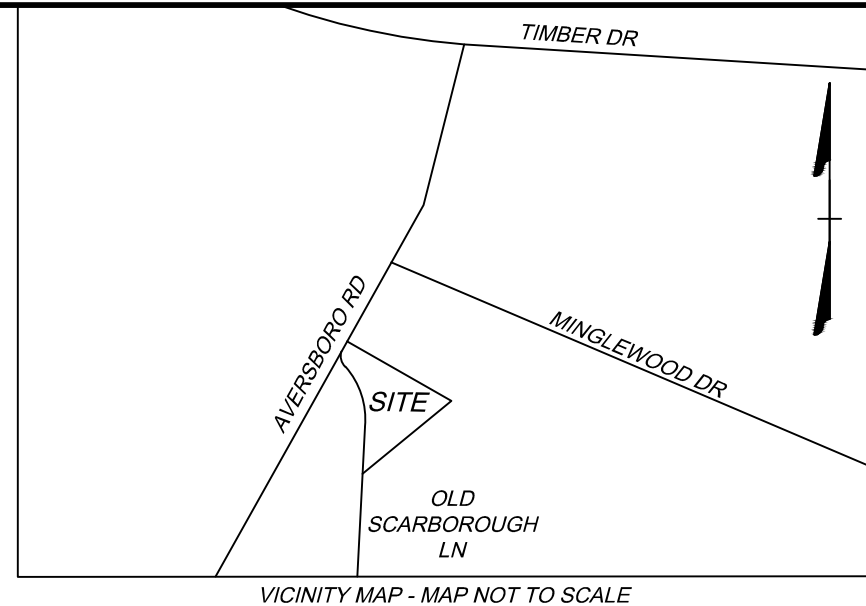 TIMBER DR
AVERSBORO RD
MINGLEWOOD DR
SITE
OLD
SCARBOROUGH
LN
VICINITY MAP - MAP NOT TO SCALE